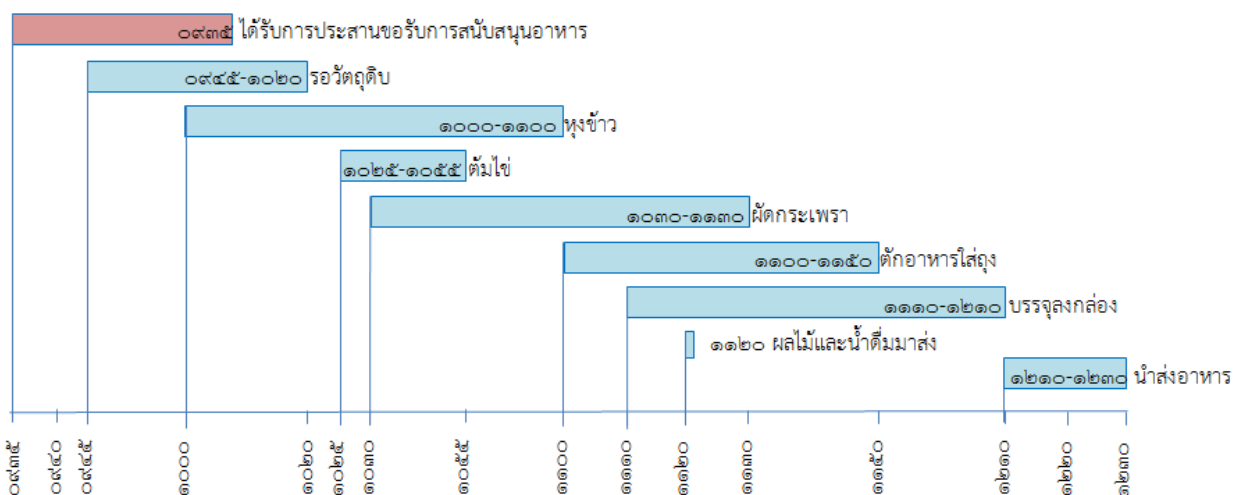 ๐๙๓๕ ได้รับการประสานขอรับการสนับสนุนอาหาร
๐๙๔๕-๑๐๒๐ รอวัตถุดิบ
๑๐๐๐-๑๑๐๐ หุงข้าว
๑๐๒๕-๑๐๕๕ ต้มไข่
๑๐๓๐-๑๑๓๐ ผัดกระเพรา
๑๑๐๐-๑๑๕๐ ตักอาหารใส่ถุง
๑๑๑๐-๑๒๑๐ บรรจุลงกล่อง
๑๑๒๐ ผลไม้และน้ำดื่มมาส่ง
๑๒๑๐-๑๒๓๐ นำส่งอาหาร
๐๙๓๕
๐๙๔๐
๐๙๔๕
๑๐๐๐
๑๐๒๐
๑๐๒๕
๑๐๓๐
๑๐๕๕
๑๑๐๐
๑๑๑๐
๑๑๒๐
๑๑๓๐
๑๑๕๐
๑๒๑๐
๑๒๒๐
๑๒๓๐